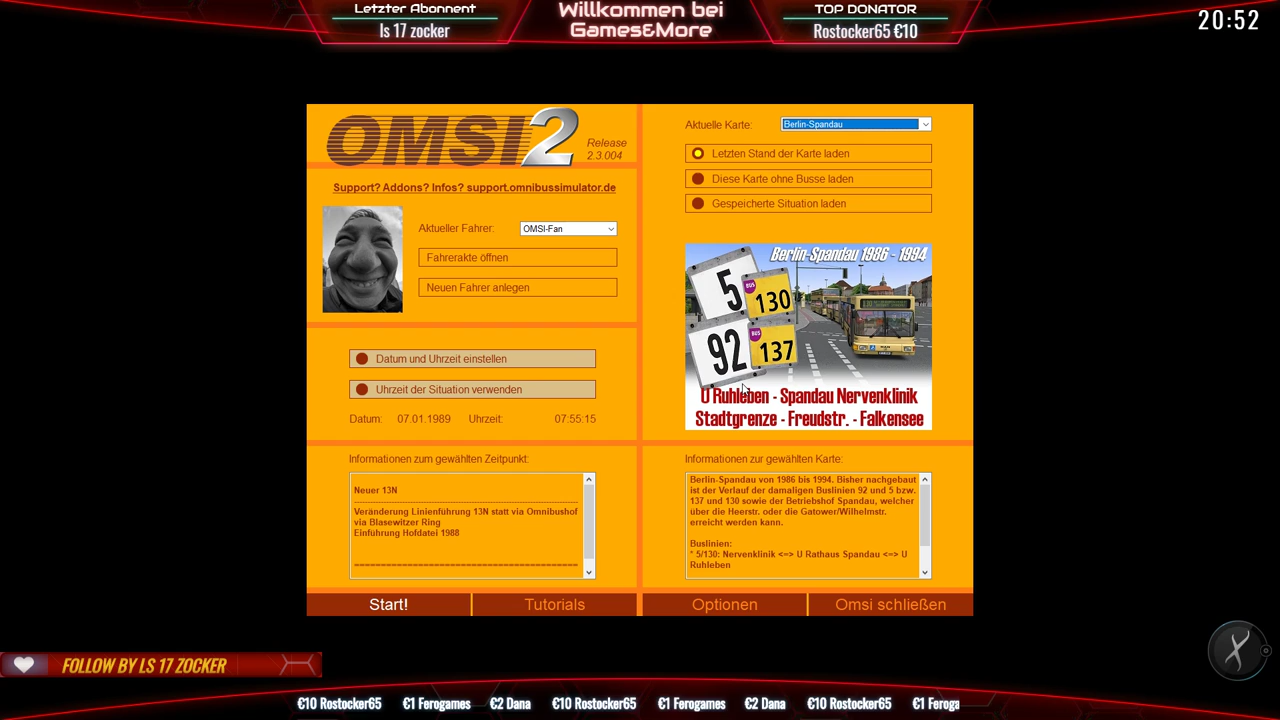 Letzter Abonnent
ls 17 zocker
Willkommen bei
Games&More
TOP DONATOR
Rostocker65 €10
20:52
OMSI2
Release
2.3.004
Support? Addons? Infos? support.omnibussimulator.de
Aktueller Fahrer:
OMSI-Fan
Fahrerakte öffnen
Neuen Fahrer anlegen
Datum und Uhrzeit einstellen
Uhrzeit der Situation verwenden
Datum: 07.01.1989 Uhrzeit: 07:55:15
Informationen zum gewählten Zeitpunkt:
Neuer 13N
Veränderung Linienführung 13N statt via Omnibushof
via Blasewitzer Ring
Einführung Hofdatei 1988
Aktuelle Karte:
Berlin-Spandau
Letzten Stand der Karte laden
Diese Karte ohne Busse laden
Gespeicherte Situation laden
Berlin-Spandau 1986 - 1994
5
BUS
130
92
BUS
137
U Ruhleben - Spandau Nervenklinik
Stadtgrenze - Freudstr. - Falkensee
Informationen zur gewählten Karte:
Berlin-Spandau von 1986 bis 1994. Bisher nachgebaut
ist der Verlauf der damaligen Buslinien 92 und 5 bzw.
137 und 130 sowie der Betriebshof Spandau, welcher
über die Heerstr. oder die Gatower/Wilhelmstr.
erreicht werden kann.
Buslinien:
* 5/130: Nervenklinik <=> U Rathaus Spandau <=> U
Ruhleben
Start!
Tutorials
Optionen
Omsi schließen
FOLLOW BY LS 17 ZOCKER
€10 Rostocker65 €1 Ferogames €2 Dana €10 Rostocker65 €1 Ferogames €2 Dana €10 Rostocker65 €1 Feroga